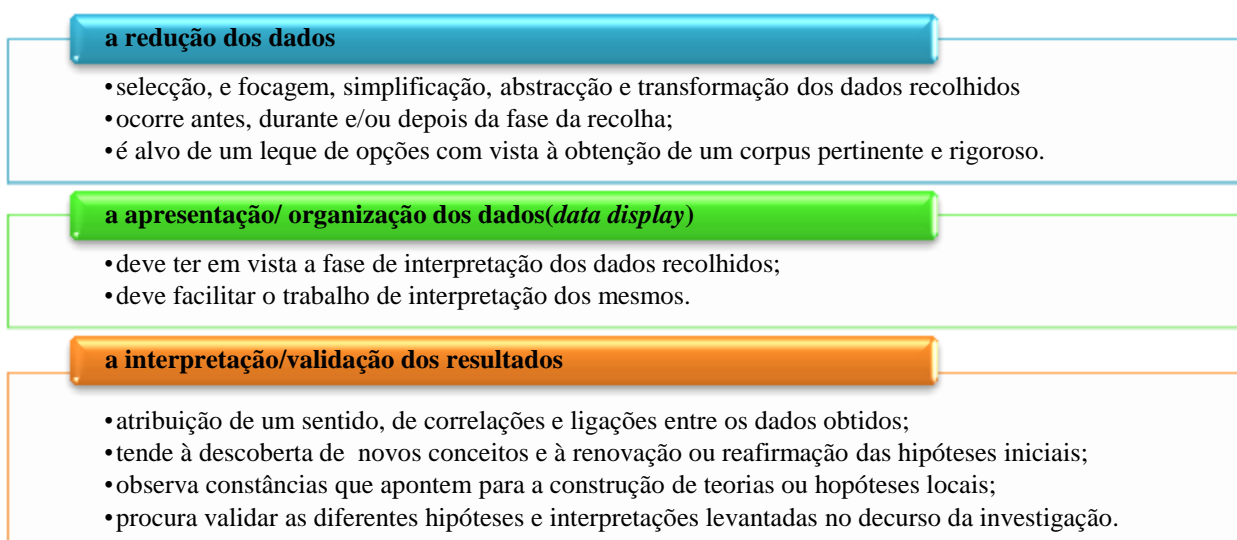 a redução dos dados
•selecção, e focagem, simplificação, abstracção e transformação dos dados recolhidos
•ocorre antes, durante e/ou depois da fase da recolha;
•é alvo de um leque de opções com vista à obtenção de um corpus pertinente e rigoroso.
a apresentação/ organização dos dados(data display)
•deve ter em vista a fase de interpretação dos dados recolhidos;
•deve facilitar o trabalho de interpretação dos mesmos.
a interpretação/validação dos resultados
•atribuição de um sentido, de correlações e ligações entre os dados obtidos;
•tende à descoberta de novos conceitos e à renovação ou reafirmação das hipóteses iniciais;
•observa constâncias que apontem para a construção de teorias ou hopóteses locais;
•procura validar as diferentes hipóteses e interpretações levantadas no decurso da investigação.